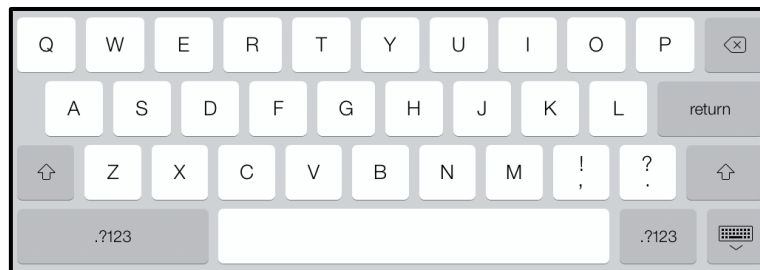 Q W E R T Y U I O P
A S D F G H J K L return
Z X C V B N M ! , ? .
.?123 .?123